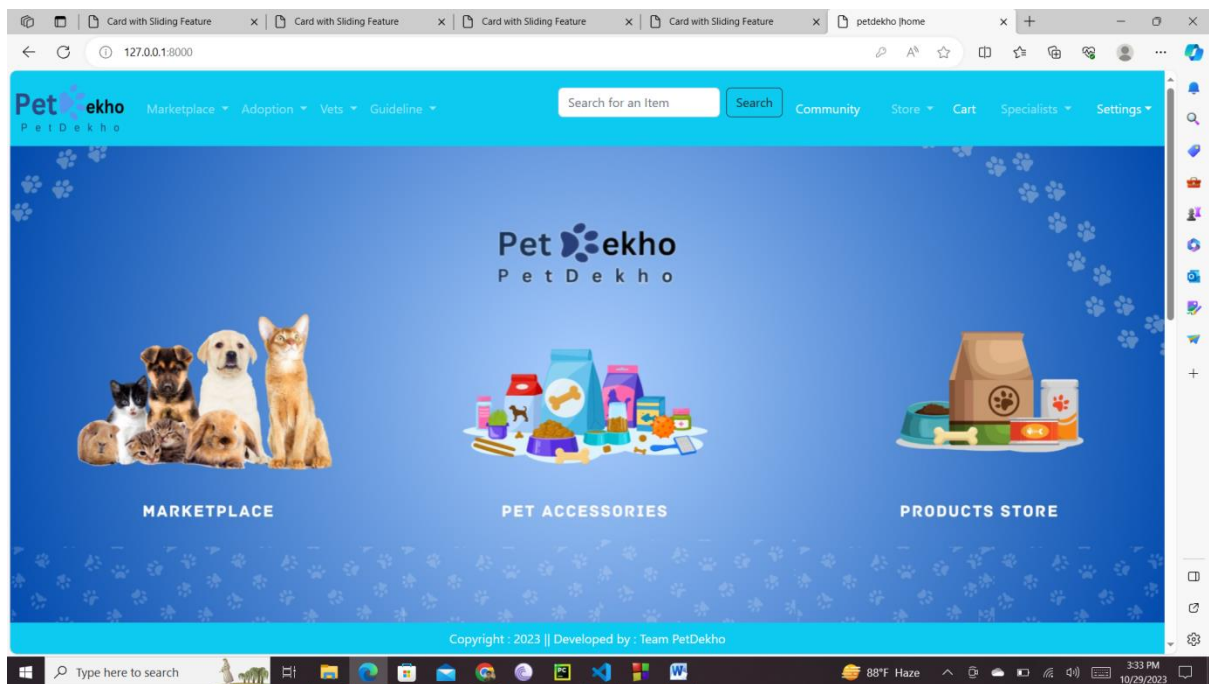 Card with Sliding Feature
Card with Sliding Feature
Card with Sliding Feature
Card with Sliding Feature
petdekho |home
127.0.0.1:8000
Pet ekho
PetDekho
Marketplace
Adoption
Vets
Guideline
Search for an Item
Search
Community
Store
Cart
Specialists
Settings
Pet ekho
PetDekho
MARKETPLACE
PET ACCESSORIES
PRODUCTS STORE
Copyright : 2023 || Developed by : Team PetDekho
Type here to search
88°F Haze
3:33 PM
10/29/2023